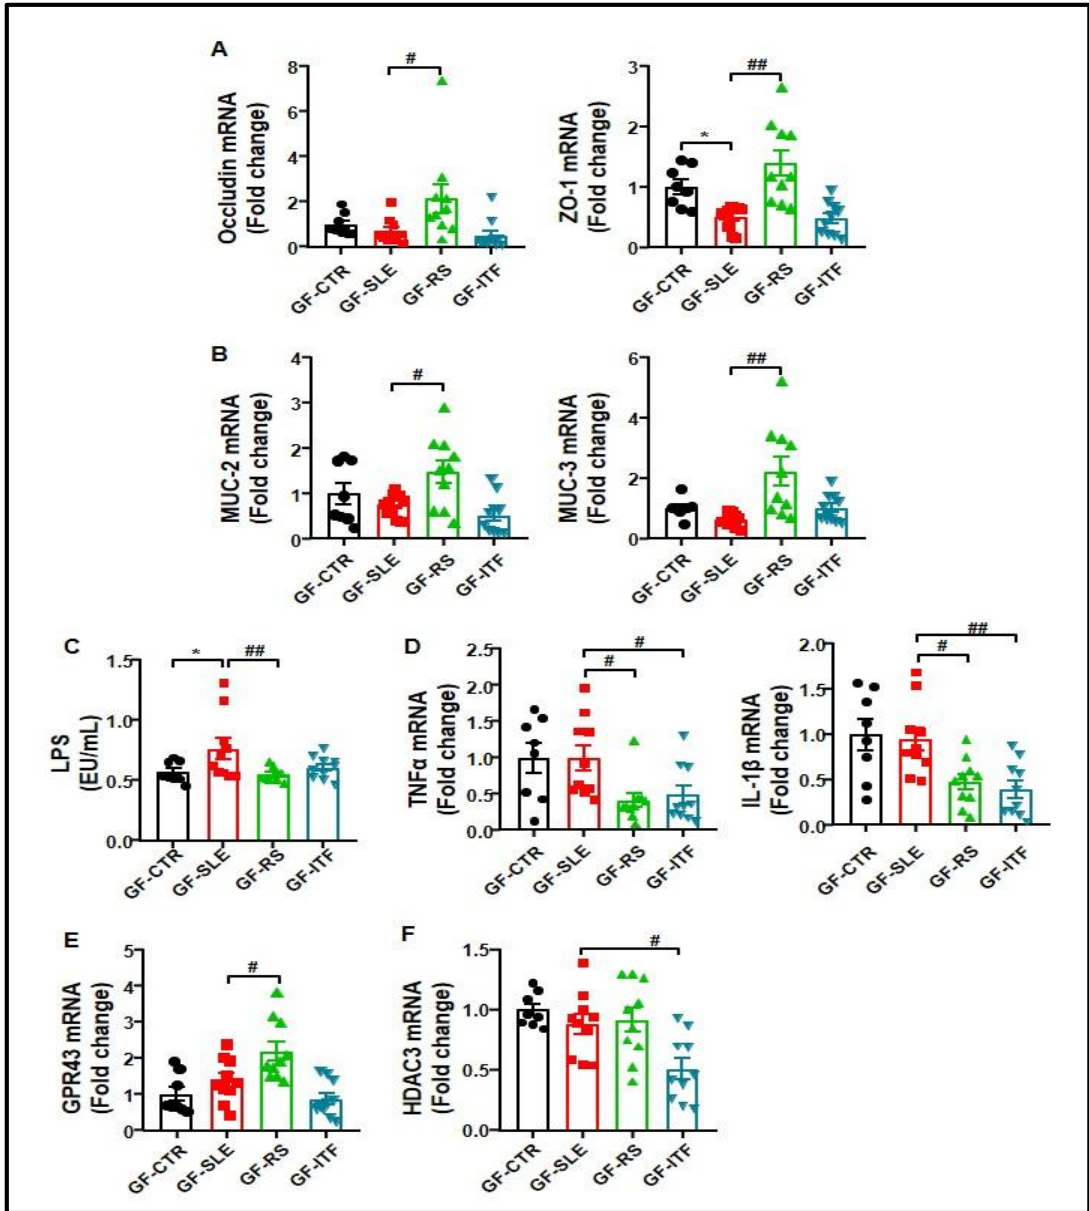 A
Occludin mRNA
(Fold change)
8
6
4
2
0
#
GF-CTR
GF-SLE
GF-RS
GF-ITF
ZO-1 mRNA
(Fold change)
3
2
1
0
*
##
GF-CTR
GF-SLE
GF-RS
GF-ITF
B
MUC-2 mRNA
(Fold change)
4
3
2
1
0
#
GF-CTR
GF-SLE
GF-RS
GF-ITF
MUC-3 mRNA
(Fold change)
6
4
2
0
##
GF-CTR
GF-SLE
GF-RS
GF-ITF
C
LPS
(EU/mL)
1.5
1.0
0.5
0.0
*
##
GF-CTR
GF-SLE
GF-RS
GF-ITF
D
TNFα mRNA
(Fold change)
2.5
2.0
1.5
1.0
0.5
0.0
#
#
GF-CTR
GF-SLE
GF-RS
GF-ITF
IL-1β mRNA
(Fold change)
2.0
1.5
1.0
0.5
0.0
##
#
GF-CTR
GF-SLE
GF-RS
GF-ITF
E
GPR43 mRNA
(Fold change)
5
4
3
2
1
0
#
GF-CTR
GF-SLE
GF-RS
GF-ITF
F
HDAC3 mRNA
(Fold change)
1.5
1.0
0.5
0.0
#
GF-CTR
GF-SLE
GF-RS
GF-ITF